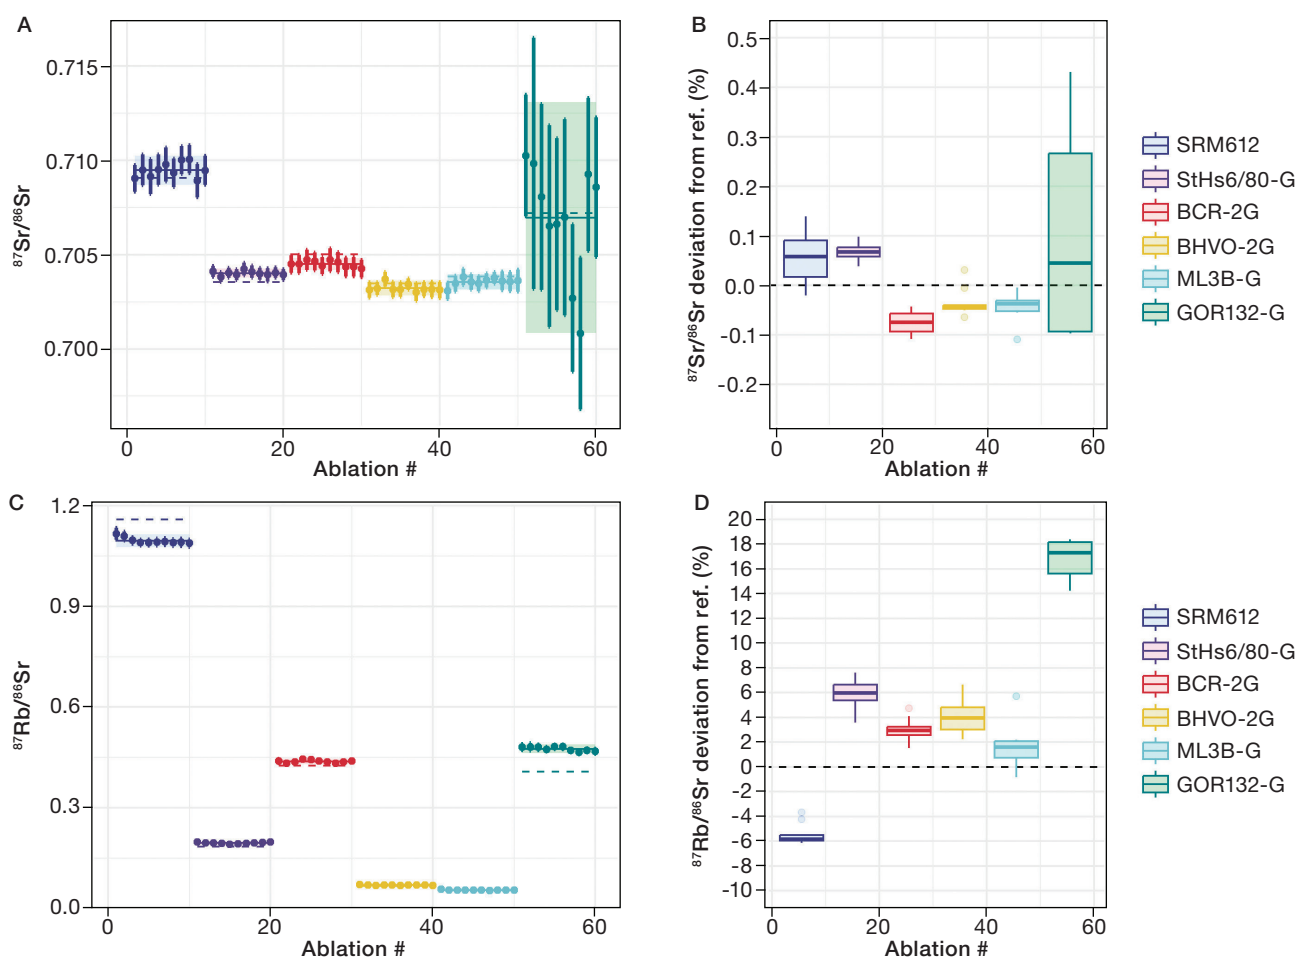 A
0.715
0.710
0.705
0.700
⁸⁷Sr/⁸⁶Sr
0
20
40
60
Ablation #
B
0.5
0.4
0.3
0.2
0.1
0.0
-0.1
-0.2
⁸⁷Sr/⁸⁶Sr deviation from ref. (%)
0
20
40
60
Ablation #
SRM612
StHs6/80-G
BCR-2G
BHVO-2G
ML3B-G
GOR132-G
C
1.2
0.9
0.6
0.3
0.0
⁸⁷Rb/⁸⁶Sr
0
20
40
60
Ablation #
D
20
18
16
14
12
10
8
6
4
2
0
-2
-4
-6
-8
-10
⁸⁷Rb/⁸⁶Sr deviation from ref. (%)
0
20
40
60
Ablation #
SRM612
StHs6/80-G
BCR-2G
BHVO-2G
ML3B-G
GOR132-G